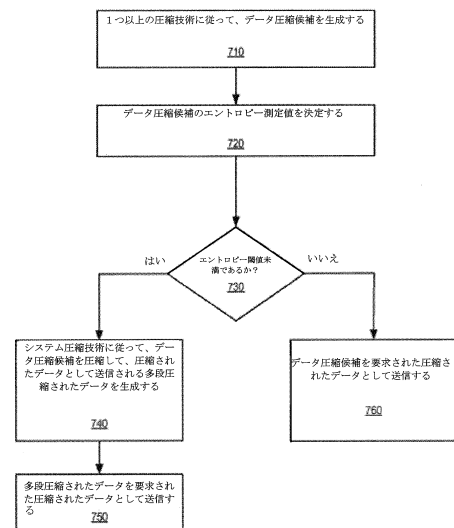 １つ以上の圧縮技術に従って、データ圧縮候補を生成する
710
データ圧縮候補のエントロピー測定値を決定する
720
はい
エントロピー閾値未
満であるか？
いいえ
730
システム圧縮技術に従って、デー
タ圧縮候補を圧縮して、圧縮され
たデータとして送信される多段圧
縮されたデータを生成する
740
データ圧縮候補を要求された圧縮さ
れたデータとして送信する
760
多段圧縮されたデータを要求され
た圧縮されたデータとして送信す
る
750